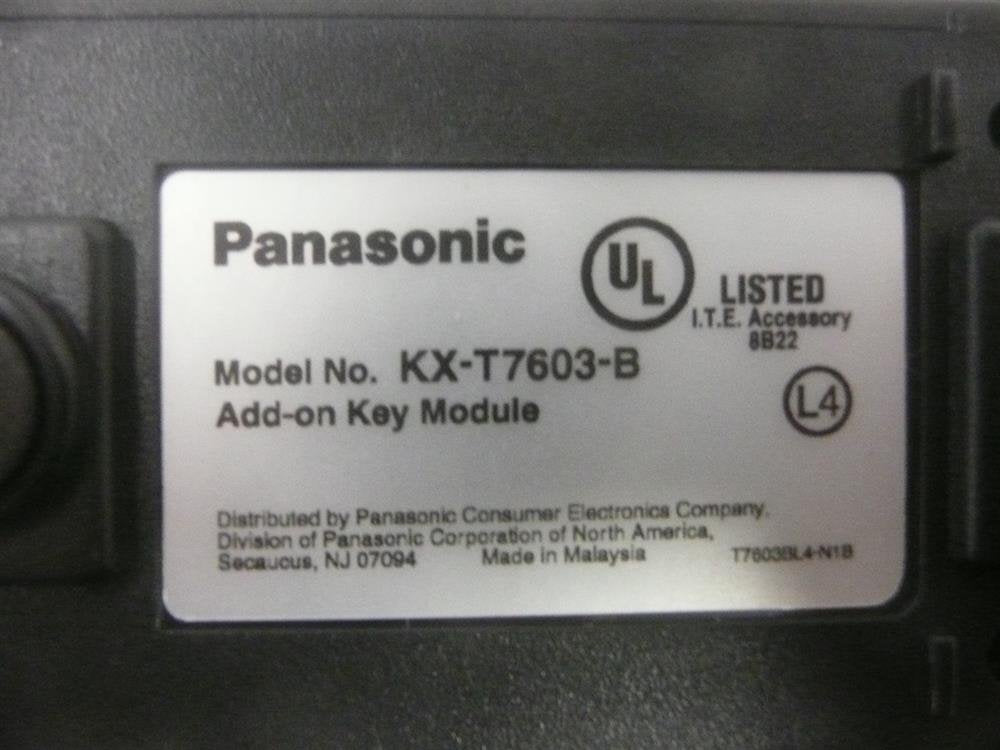 Panasonic
UL
LISTED
I.T.E. Accessory
8B22
Model No. KX-T7603-B
Add-on Key Module
L4
Distributed by Panasonic Consumer Electronics Company,
Division of Panasonic Corporation of North America,
Secaucus, NJ 07094 Made in Malaysia T7603BL4-N1B